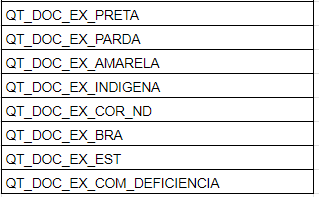 QT_DOC_EX_PRETA
QT_DOC_EX_PARDA
QT_DOC_EX_AMARELA
QT_DOC_EX_INDIGENA
QT_DOC_EX_COR_ND
QT_DOC_EX_BRA
QT_DOC_EX_EST
QT_DOC_EX_COM_DEFICIENCIA